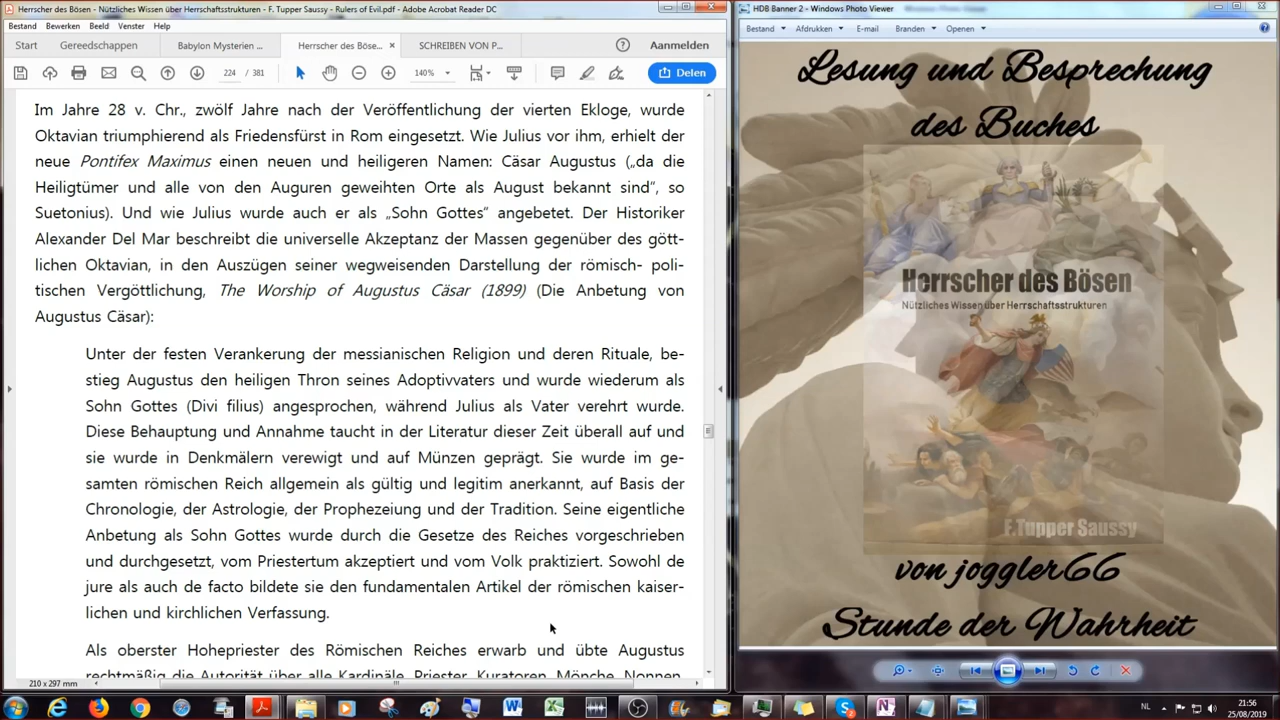 Herrscher des Bösen - Nützliches Wissen über Herrschaftsstrukturen - F. Tupper Saussy - Rulers of Evil.pdf - Adobe Acrobat Reader DC
Bestand Bewerken Beeld Venster Help
Start Gereedschappen Babylon Mysterien ... Herrscher des Böse... × SCHREIBEN VON P... Aanmelden
224 / 381 140% Delen
Im Jahre 28 v. Chr., zwölf Jahre nach der Veröffentlichung der vierten Ekloge, wurde
Oktavian triumphierend als Friedensfürst in Rom eingesetzt. Wie Julius vor ihm, erhielt der
neue Pontifex Maximus einen neuen und heiligeren Namen: Cäsar Augustus („da die
Heiligtümer und alle von den Auguren geweihten Orte als August bekannt sind“, so
Suetonius). Und wie Julius wurde auch er als „Sohn Gottes“ angebetet. Der Historiker
Alexander Del Mar beschreibt die universelle Akzeptanz der Massen gegenüber des gött-
lichen Oktavian, in den Auszügen seiner wegweisenden Darstellung der römisch- poli-
tischen Vergöttlichung, The Worship of Augustus Cäsar (1899) (Die Anbetung von
Augustus Cäsar):
Unter der festen Verankerung der messianischen Religion und deren Rituale, be-
stieg Augustus den heiligen Thron seines Adoptivvaters und wurde wiederum als
Sohn Gottes (Divi filius) angesprochen, während Julius als Vater verehrt wurde.
Diese Behauptung und Annahme taucht in der Literatur dieser Zeit überall auf und
sie wurde in Denkmälern verewigt und auf Münzen geprägt. Sie wurde im ge-
samten römischen Reich allgemein als gültig und legitim anerkannt, auf Basis der
Chronologie, der Astrologie, der Prophezeiung und der Tradition. Seine eigentliche
Anbetung als Sohn Gottes wurde durch die Gesetze des Reiches vorgeschrieben
und durchgesetzt, vom Priestertum akzeptiert und vom Volk praktiziert. Sowohl de
jure als auch de facto bildete sie den fundamentalen Artikel der römischen kaiser-
lichen und kirchlichen Verfassung.
Als oberster Hohepriester des Römischen Reiches erwarb und übte Augustus
rechtmäßig die Autorität über alle Kardinäle, Priester, Kuratoren, Mönche, Nonnen,
210 x 297 mm
HDB Banner 2 - Windows Photo Viewer
Bestand Afdrukken E-mail Branden Openen
Lesung und Besprechung
des Buches
Herrscher des Bösen
Nützliches Wissen über Herrschaftsstrukturen
F.Tupper Saussy
von joggler66
Stunde der Wahrheit
NL 21:56
25/08/2019